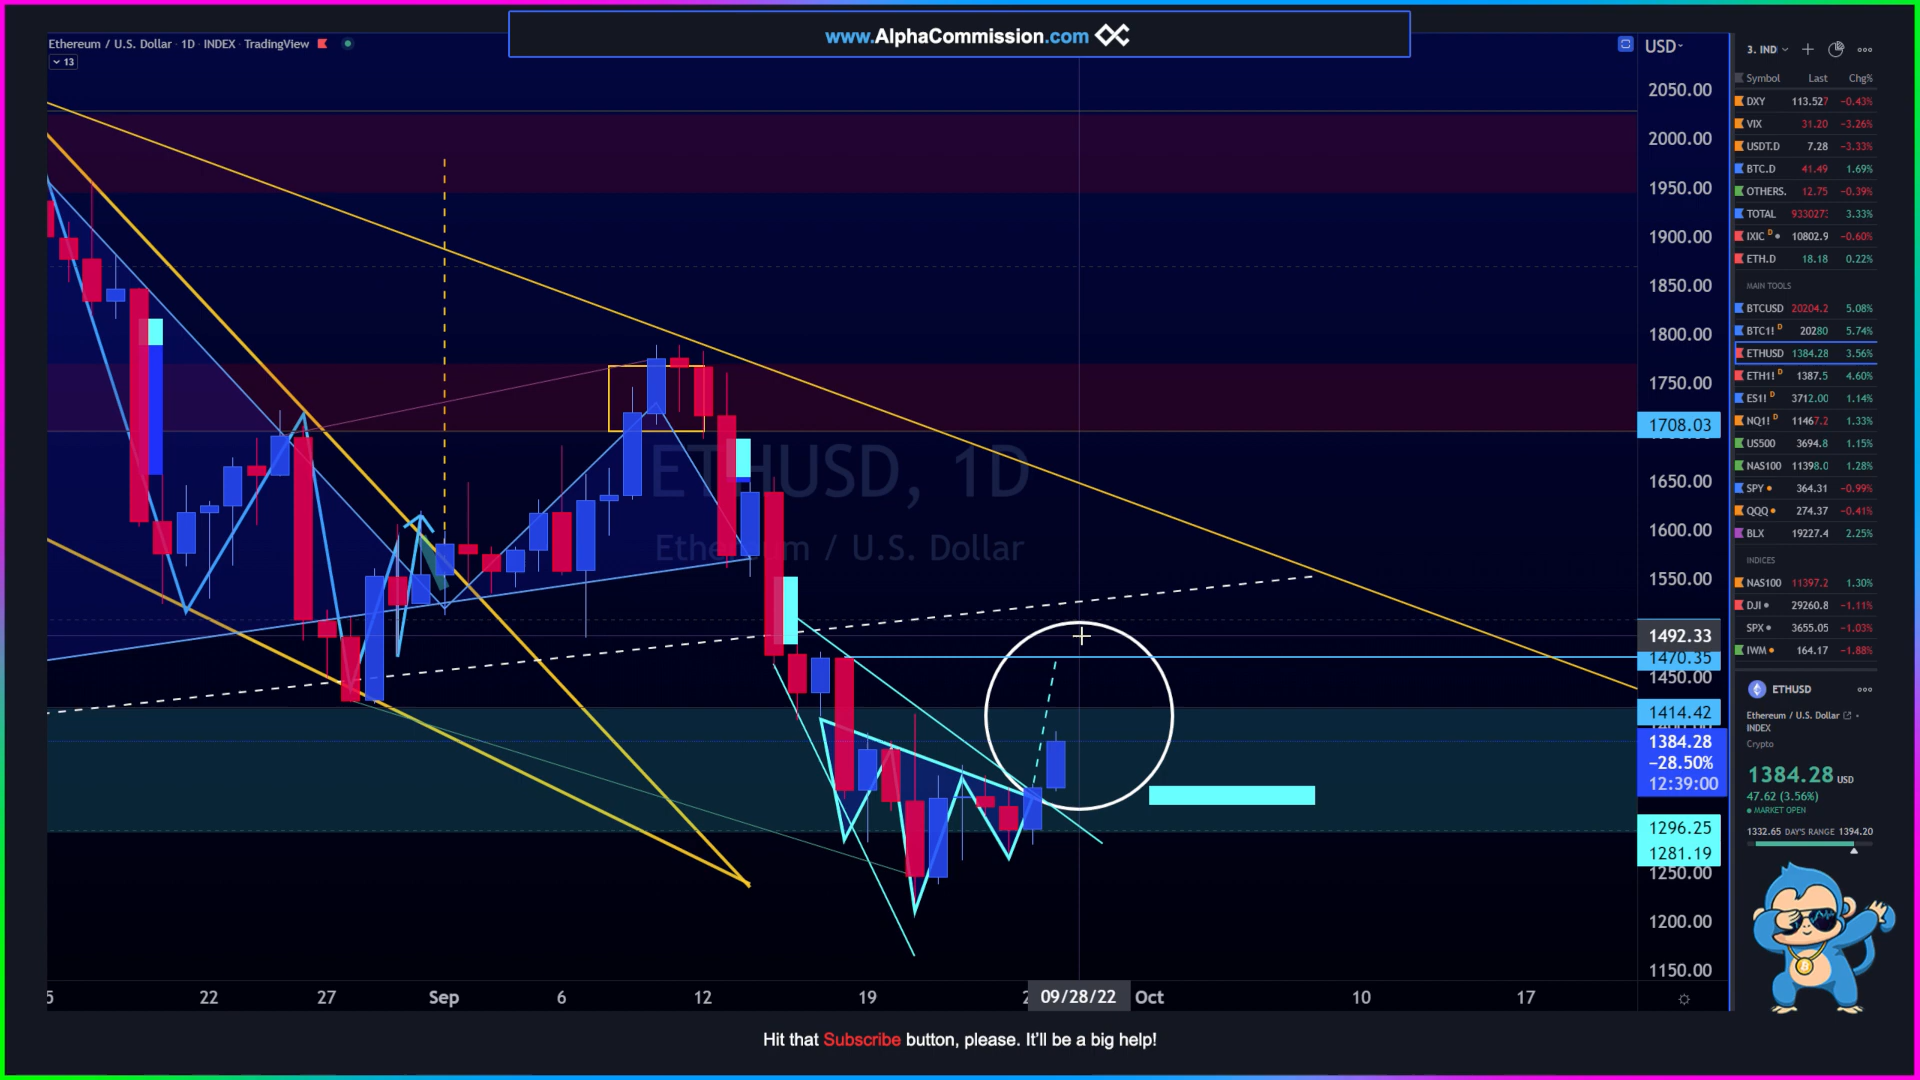 www.AlphaCommission.com
Ethereum / U.S. Dollar · 1D · INDEX · TradingView
13
USD
2050.00
2000.00
1950.00
1900.00
1850.00
1800.00
1750.00
1708.03
1650.00
1600.00
1550.00
1492.33
1470.35
1450.00
1414.42
1384.28
−28.50%
12:39:00
1296.25
1281.19
1250.00
1200.00
1150.00
ETHUSD, 1D
Ethereum / U.S. Dollar
22 27 Sep 6 12 19 09/28/22 Oct 10 17
3. IND
Symbol Last Chg%
DXY 113.527 −0.43%
VIX 31.20 −3.26%
USDT.D 7.28 −3.33%
BTC.D 41.49 1.69%
OTHERS. 12.75 −0.39%
TOTAL 933027 3.33%
IXIC D 10802.9 −0.60%
ETH.D 18.18 0.22%
MAIN TOOLS
BTCUSD 20204.2 5.08%
BTC1! D 20280 5.74%
ETHUSD 1384.28 3.56%
ETH1! D 1387.5 4.60%
ES1! D 3712.00 1.14%
NQ1! D 11467.2 1.33%
US500 3694.8 1.15%
NAS100 11398.0 1.28%
SPY 364.31 −0.99%
QQQ 274.37 −0.41%
BLX 19227.4 2.25%
INDICES
NAS100 11397.2 1.30%
DJI 29260.8 −1.11%
SPX 3655.05 −1.03%
IWM 164.17 −1.88%
ETHUSD
Ethereum / U.S. Dollar
INDEX
Crypto
1384.28 USD
47.62 (3.56%)
MARKET OPEN
1332.65 DAY'S RANGE 1394.20
Hit that Subscribe button, please. It'll be a big help!